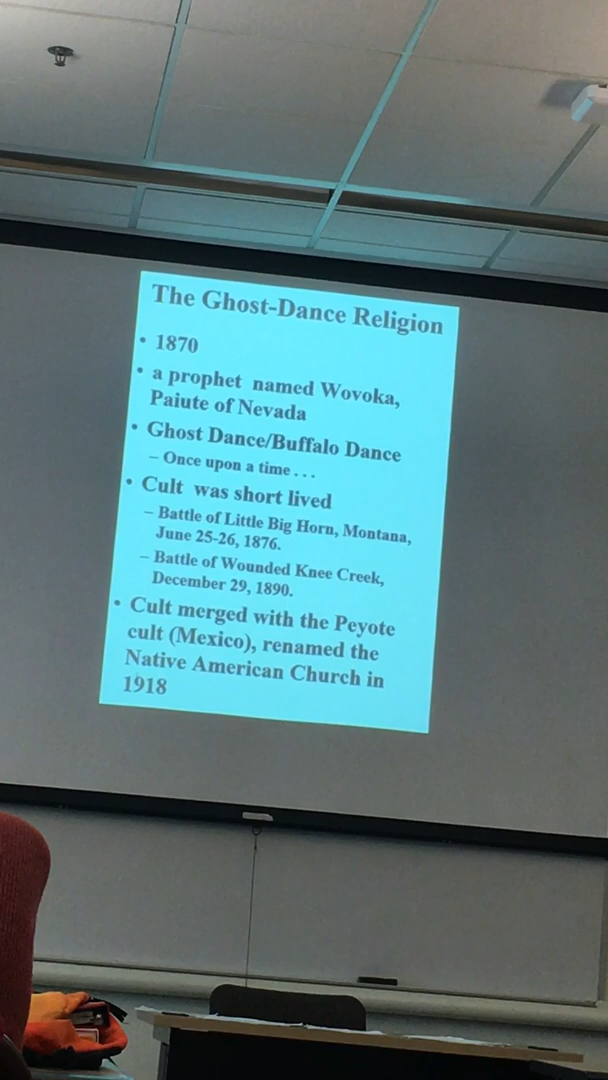 The Ghost-Dance Religion
• 1870
• a prophet named Wovoka,
Paiute of Nevada
• Ghost Dance/Buffalo Dance
– Once upon a time . . .
• Cult was short lived
– Battle of Little Big Horn, Montana,
June 25-26, 1876.
– Battle of Wounded Knee Creek,
December 29, 1890.
• Cult merged with the Peyote
cult (Mexico), renamed the
Native American Church in
1918